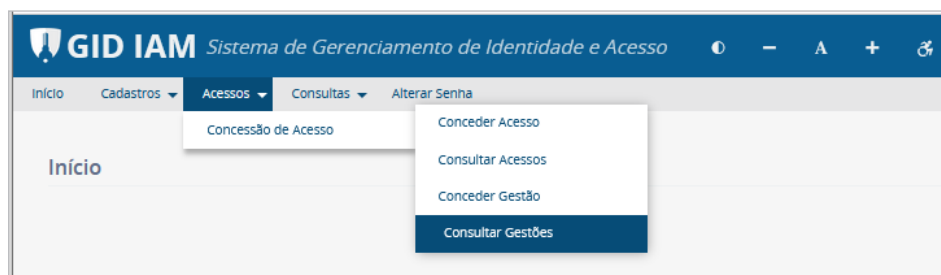 GID IAM Sistema de Gerenciamento de Identidade e Acesso − A +
Início Cadastros Acessos Consultas Alterar Senha
Concessão de Acesso
Conceder Acesso
Consultar Acessos
Conceder Gestão
Consultar Gestões
Início